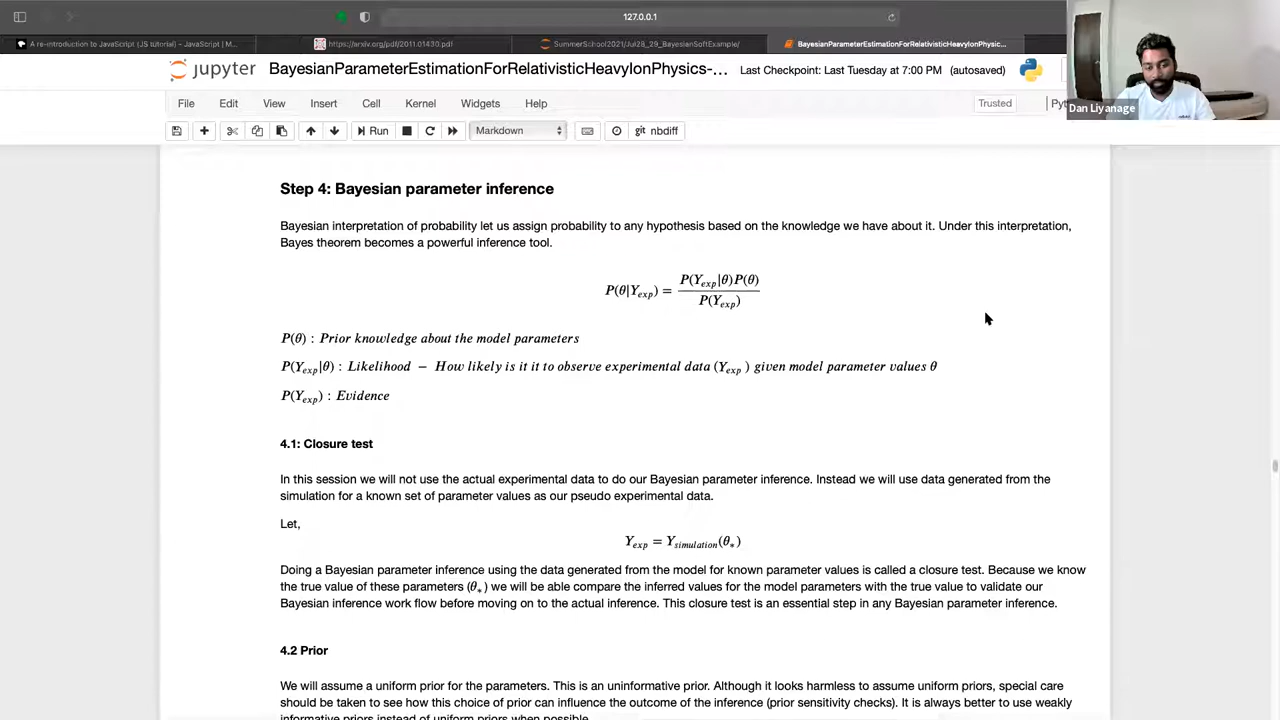 127.0.0.1
A re-introduction to JavaScript (JS tutorial) – JavaScript | M...
https://arxiv.org/pdf/2011.01430.pdf
SummerSchool2021/Jul28_29_BayesianSoftExample/
BayesianParameterEstimationForRelativisticHeavyIonPhysic...
jupyter BayesianParameterEstimationForRelativisticHeavyIonPhysics-... Last Checkpoint: Last Tuesday at 7:00 PM (autosaved)
Dan Liyanage
File Edit View Insert Cell Kernel Widgets Help Trusted
Run Markdown git nbdiff
Step 4: Bayesian parameter inference
Bayesian interpretation of probability let us assign probability to any hypothesis based on the knowledge we have about it. Under this interpretation,
Bayes theorem becomes a powerful inference tool.
P(θ|Y_exp) = P(Y_exp|θ)P(θ) / P(Y_exp)
P(θ) : Prior knowledge about the model parameters
P(Y_exp|θ) : Likelihood − How likely is it it to observe experimental data (Y_exp ) given model parameter values θ
P(Y_exp) : Evidence
4.1: Closure test
In this session we will not use the actual experimental data to do our Bayesian parameter inference. Instead we will use data generated from the
simulation for a known set of parameter values as our pseudo experimental data.
Let,
Y_exp = Y_simulation(θ_*)
Doing a Bayesian parameter inference using the data generated from the model for known parameter values is called a closure test. Because we know
the true value of these parameters (θ_*) we will be able compare the inferred values for the model parameters with the true value to validate our
Bayesian inference work flow before moving on to the actual inference. This closure test is an essential step in any Bayesian parameter inference.
4.2 Prior
We will assume a uniform prior for the parameters. This is an uninformative prior. Although it looks harmless to assume uniform priors, special care
should be taken to see how this choice of prior can influence the outcome of the inference (prior sensitivity checks). It is always better to use weakly
informative priors instead of uniform priors when possible.